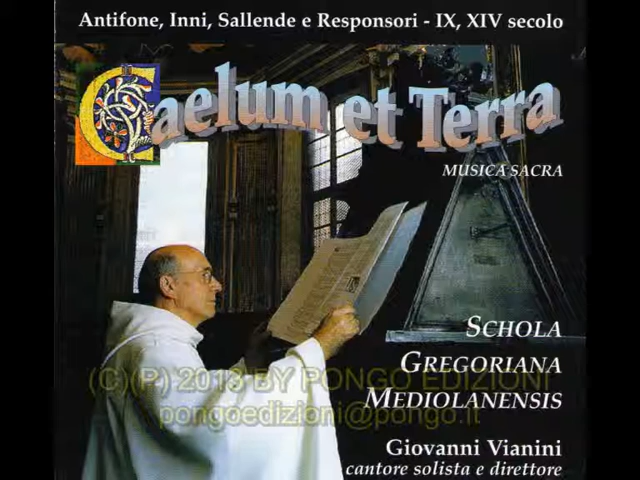 Antifone, Inni, Sallende e Responsori - IX, XIV secolo
Caelum et Terra
MUSICA SACRA
SCHOLA
GREGORIANA
MEDIOLANENSIS
(C)(P) 2013 BY PONGO EDIZIONI
pongoedizioni@pongo.it
Giovanni Vianini
cantore solista e direttore